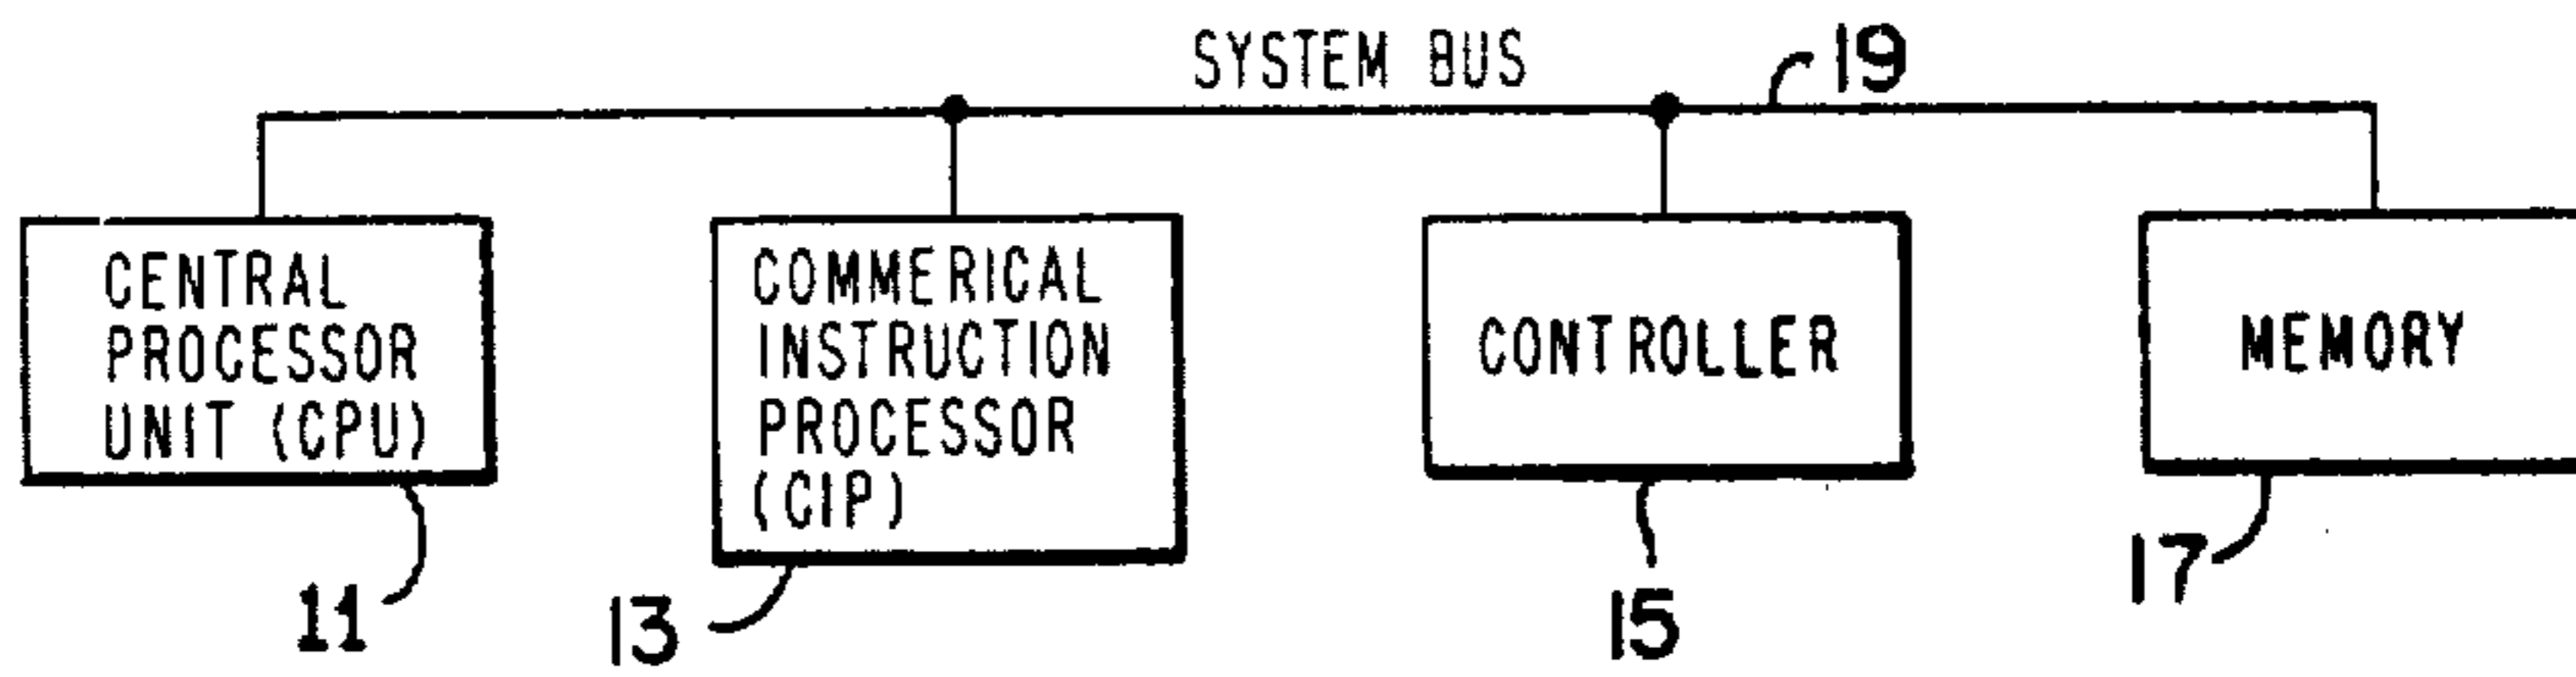 SYSTEM BUS
19
CENTRAL
PROCESSOR
UNIT (CPU)
11
COMMERICAL
INSTRUCTION
PROCESSOR
(CIP)
13
CONTROLLER
15
MEMORY
17